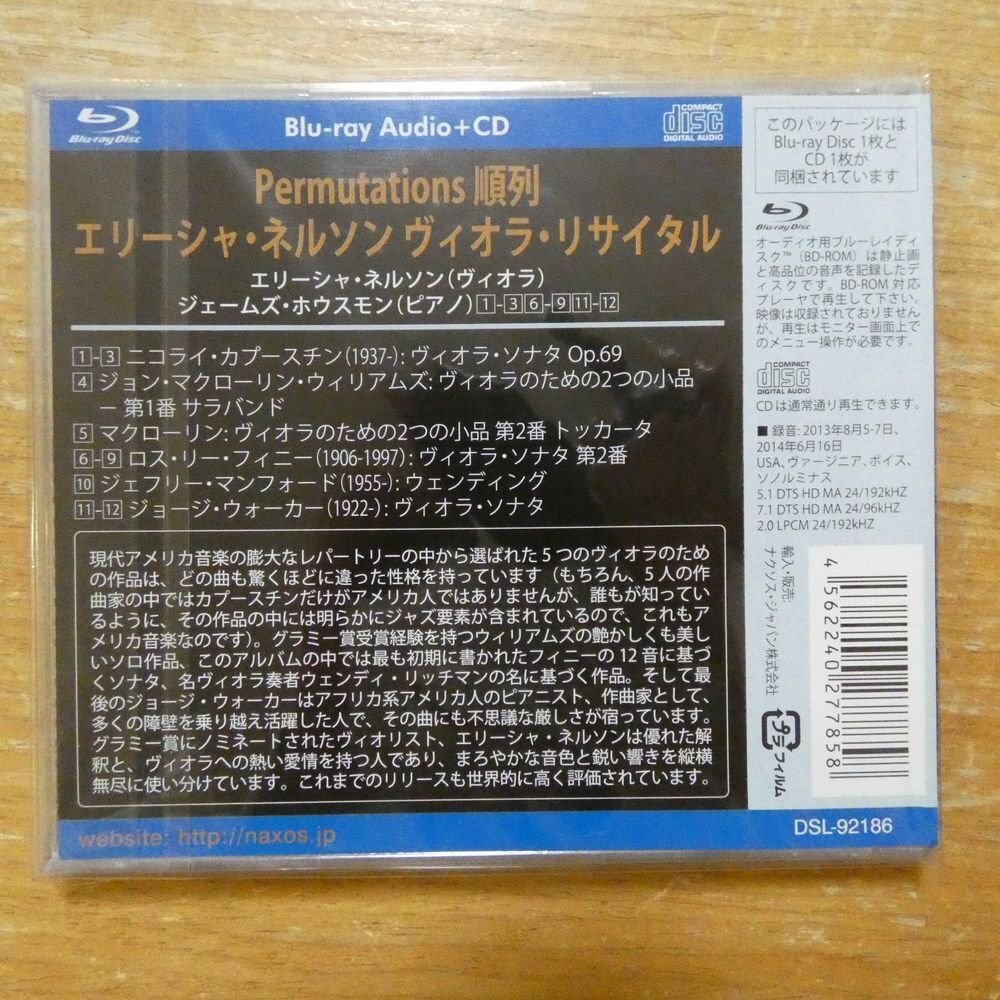 Blu-ray Disc
Blu-ray Audio+CD
COMPACT
disc
DIGITAL AUDIO
Permutations 順列
エリーシャ・ネルソン ヴィオラ・リサイタル
エリーシャ・ネルソン(ヴィオラ)
ジェームズ・ホウスモン(ピアノ)1-36-911-12
1-3 ニコライ・カプースチン(1937-): ヴィオラ・ソナタ Op.69
4 ジョン・マクローリン・ウィリアムズ: ヴィオラのための2つの小品
– 第1番 サラバンド
5 マクローリン: ヴィオラのための2つの小品 第2番 トッカータ
6-9 ロス・リー・フィニー(1906-1997): ヴィオラ・ソナタ 第2番
10 ジェフリー・マンフォード(1955-): ウェンディング
11-12 ジョージ・ウォーカー(1922-): ヴィオラ・ソナタ
現代アメリカ音楽の膨大なレパートリーの中から選ばれた5つのヴィオラのため
の作品は、どの曲も驚くほどに違った性格を持っています(もちろん、5人の作
曲家の中ではカプースチンだけがアメリカ人ではありませんが、誰もが知ってい
るように、その作品の中には明らかにジャズ要素が含まれているので、これもア
メリカ音楽なのです)。グラミー賞受賞経験を持つウィリアムズの艶かしくも美し
いソロ作品、このアルバムの中では最も初期に書かれたフィニーの12音に基づ
くソナタ、名ヴィオラ奏者ウェンディ・リッチマンの名に基づく作品。そして最
後のジョージ・ウォーカーはアフリカ系アメリカ人のピアニスト、作曲家として、
多くの障壁を乗り越え活躍した人で、その曲にも不思議な厳しさが宿っています。
グラミー賞にノミネートされたヴィオリスト、エリーシャ・ネルソンは優れた解
釈と、ヴィオラへの熱い愛情を持つ人であり、まろやかな音色と鋭い響きを縦横
無尽に使い分けています。これまでのリリースも世界的に高く評価されています。
website: http://naxos.jp
このパッケージには
Blu-ray Disc 1枚と
CD 1枚が
同梱されています
Blu-ray Disc
オーディオ用ブルーレイディ
スク™(BD-ROM)は静止画
と高品位の音声を記録したデ
ィスクです。BD-ROM 対応
プレーヤで再生して下さい。
映像は収録されておりません
が、再生はモニター画面上で
のメニュー操作が必要です。
COMPACT
disc
DIGITAL AUDIO
CDは通常通り再生できます。
■ 録音: 2013年8月5-7日、
2014年6月16日
USA、ヴァージニア、ボイス、
ソノルミナス
5.1 DTS HD MA 24/192kHZ
7.1 DTS HD MA 24/96kHZ
2.0 LPCM 24/192kHZ
輸入・販売:
ナクソス・ジャパン株式会社
プラ
フィルム
4562240277858
DSL-92186